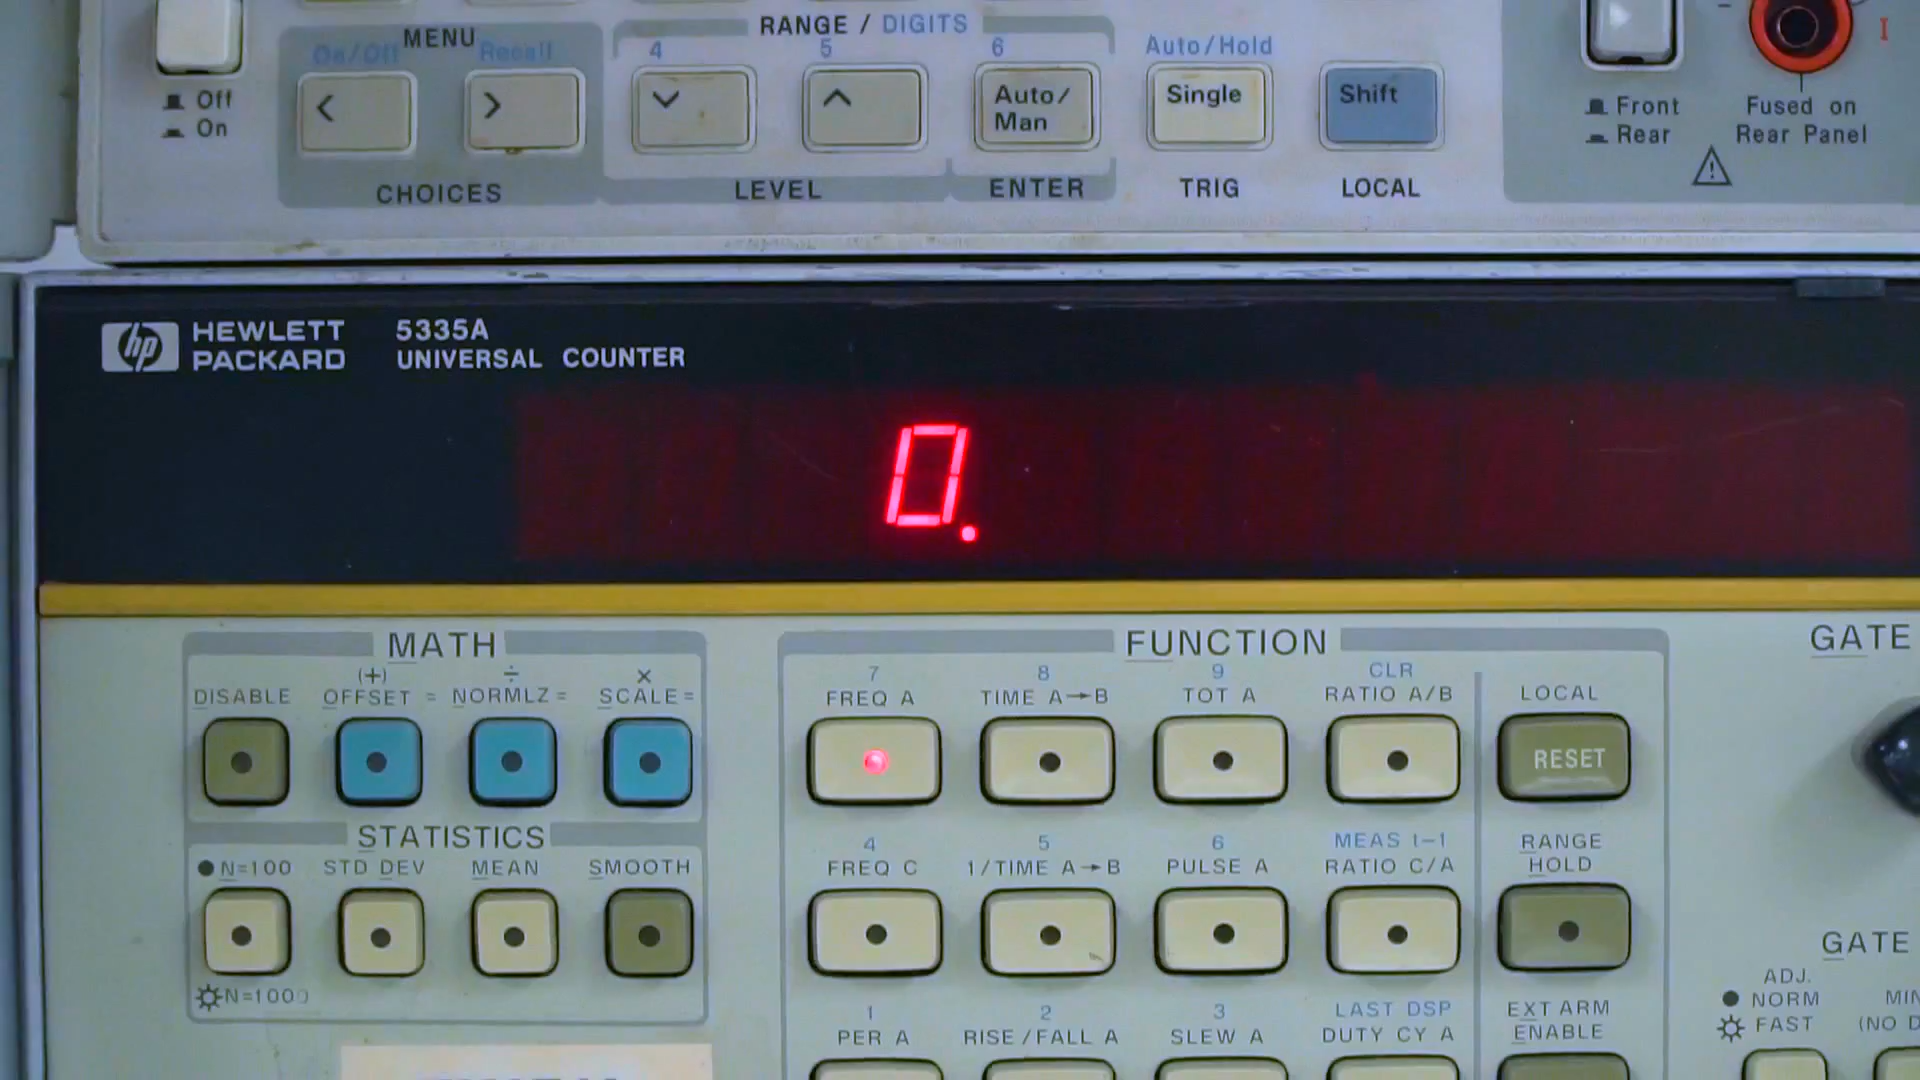 MENU
RANGE / DIGITS
On/Off Recall 4 5 6 Auto/Hold
Off
On
< > Auto/
Man
Single
Shift
Front
Rear
Fused on
Rear Panel
I
CHOICES LEVEL ENTER TRIG LOCAL
hp HEWLETT
PACKARD
5335A
UNIVERSAL COUNTER
0.
MATH
(+) ÷ ×
DISABLE OFFSET = NORMLZ = SCALE =
STATISTICS
N=100 STD DEV MEAN SMOOTH
N=1000
FUNCTION
7 8 9 CLR
FREQ A TIME A→B TOT A RATIO A/B LOCAL
RESET
4 5 6 MEAS t-1
FREQ C 1/TIME A→B PULSE A RATIO C/A
RANGE
HOLD
1 2 3 LAST DSP
PER A RISE/FALL A SLEW A DUTY CY A
EXT ARM
ENABLE
GATE
GATE
ADJ.
NORM
FAST
(NO